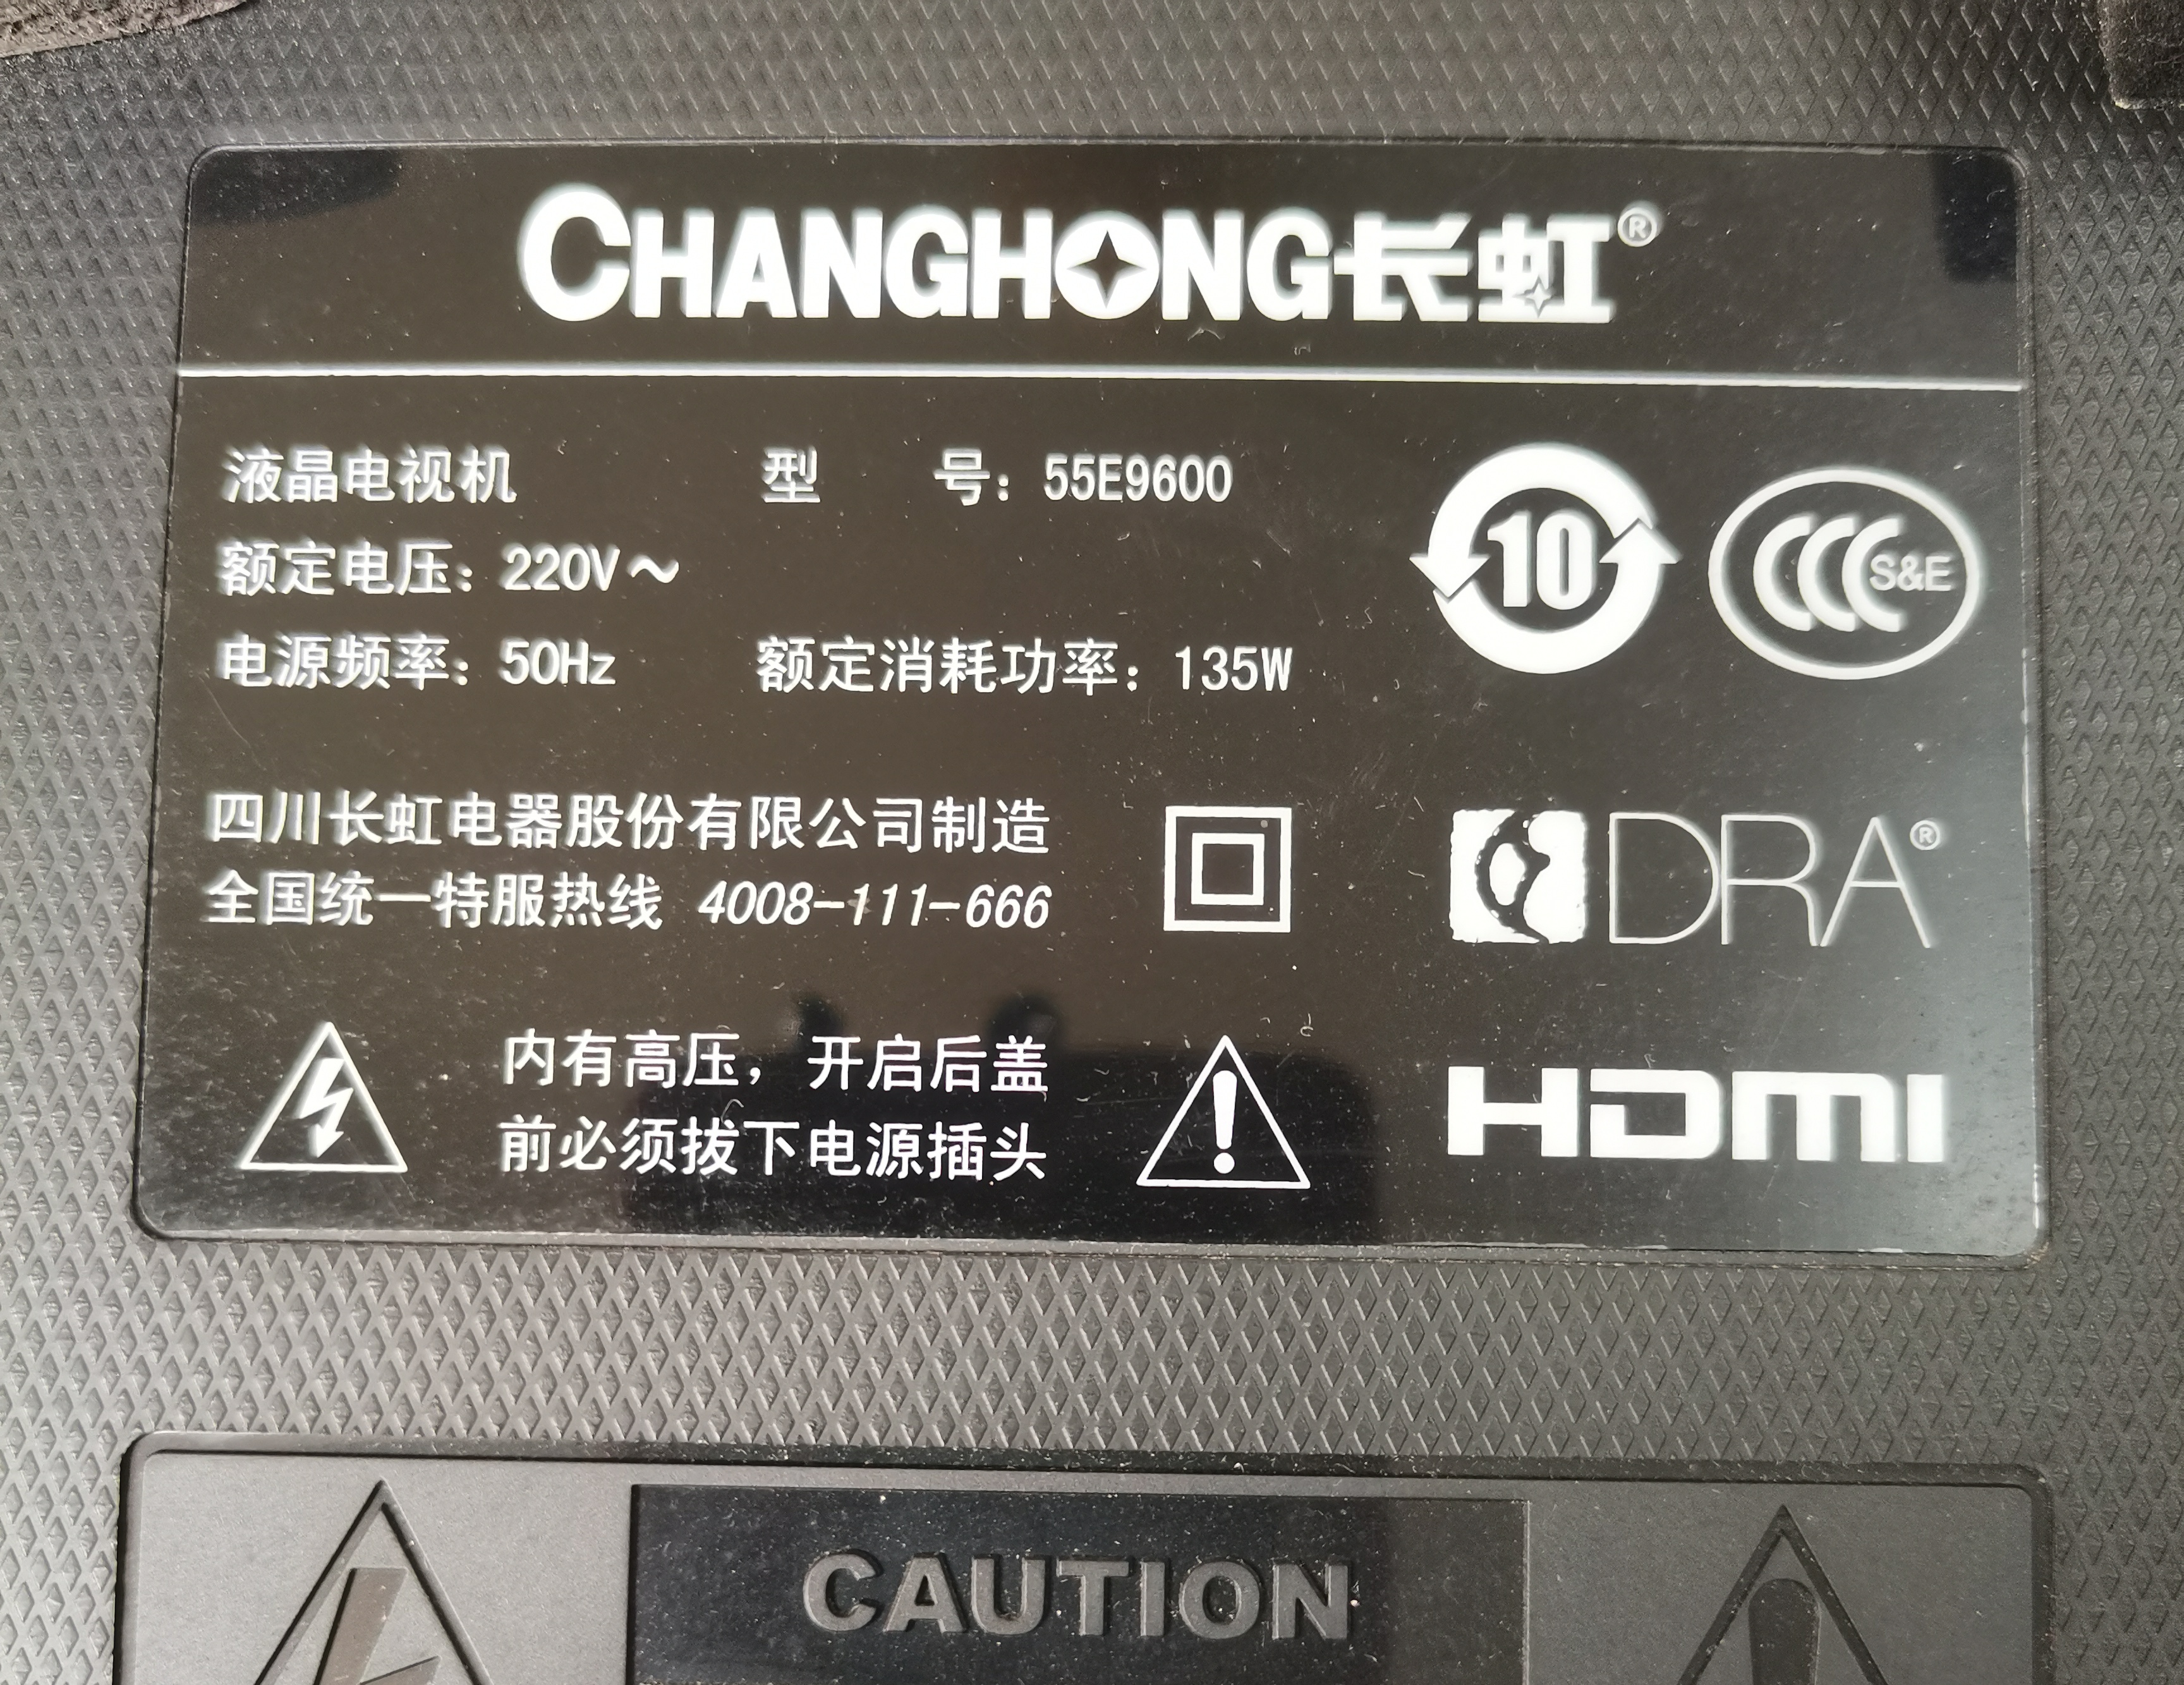 CHANGHONG长虹®
液晶电视机 型 号：55E9600
额定电压：220V～
电源频率：50Hz 额定消耗功率：135W
10
CCC S&E
四川长虹电器股份有限公司制造
全国统一特服热线 4008-111-666
DRA®
内有高压，开启后盖
前必须拔下电源插头
HDMI
CAUTION